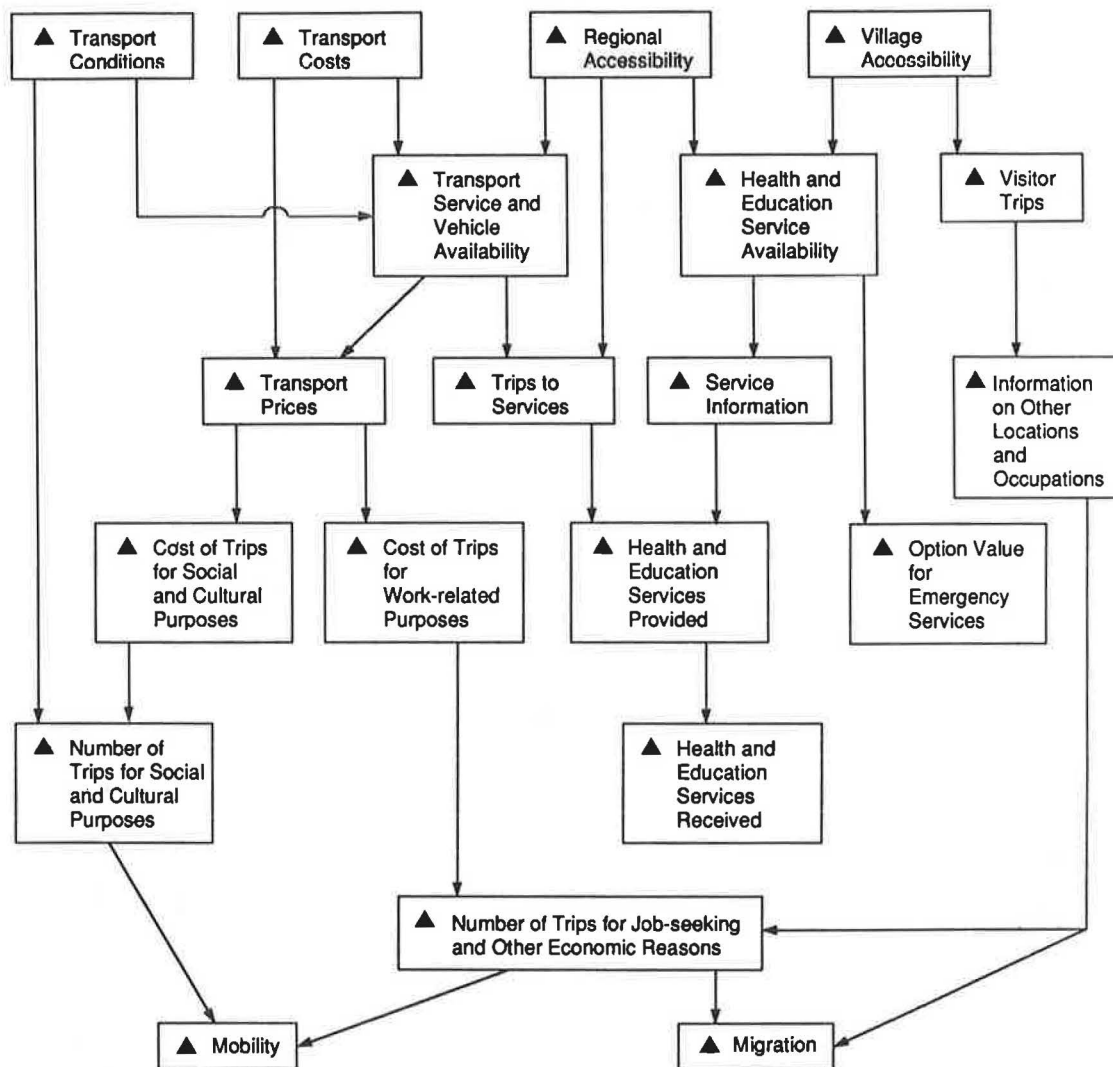 ▲ Transport
Conditions
▲ Transport
Costs
▲ Regional
Accessibility
▲ Village
Accossibility
▲ Transport
Service and
Vehicle
Availability
▲ Health and
Education
Service
Availability
▲ Visitor
Trips
▲ Transport
Prices
▲ Trips to
Services
▲ Service
Information
▲ Information
on Other
Locations
and
Occupations
▲ Cost of Trips
for Social
and Cultural
Purposes
▲ Cost of Trips
for
Work-related
Purposes
▲ Health and
Education
Services
Provided
▲ Option Value
for
Emergency
Services
▲ Number of
Trips for Social
and Cultural
Purposes
▲ Health and
Education
Services
Received
▲ Number of Trips for Job-seeking
and Other Economic Reasons
▲ Mobility
▲ Migration